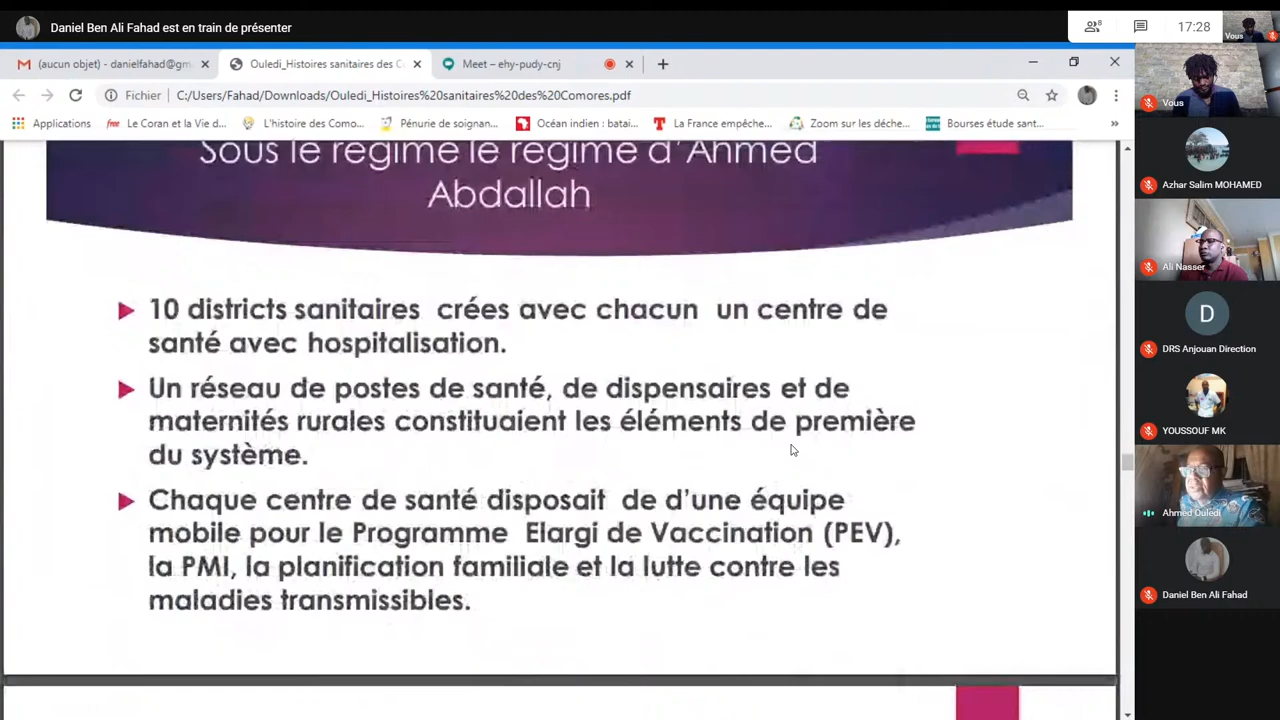 Daniel Ben Ali Fahad est en train de présenter
8
17:28
Vous
(aucun objet) - danielfahad@gm
Ouledi_Histoires sanitaires des C
Meet – ehy-pudy-cnj
Fichier
C:/Users/Fahad/Downloads/Ouledi_Histoires%20sanitaires%20des%20Comores.pdf
Applications
free Le Coran et la Vie d...
L'histoire des Como...
Pénurie de soignan...
Océan indien : batai...
T La France empêche...
Zoom sur les déche...
Bourses étude sant...
»
Sous le régime le régime d'Ahmed
Abdallah
10 districts sanitaires crées avec chacun un centre de
santé avec hospitalisation.
Un réseau de postes de santé, de dispensaires et de
maternités rurales constituaient les éléments de première
du système.
Chaque centre de santé disposait de d'une équipe
mobile pour le Programme Elargi de Vaccination (PEV),
la PMI, la planification familiale et la lutte contre les
maladies transmissibles.
Vous
Azhar Salim MOHAMED
Ali Nasser
D
DRS Anjouan Direction
YOUSSOUF MK
Ahmed Ouledi
Daniel Ben Ali Fahad